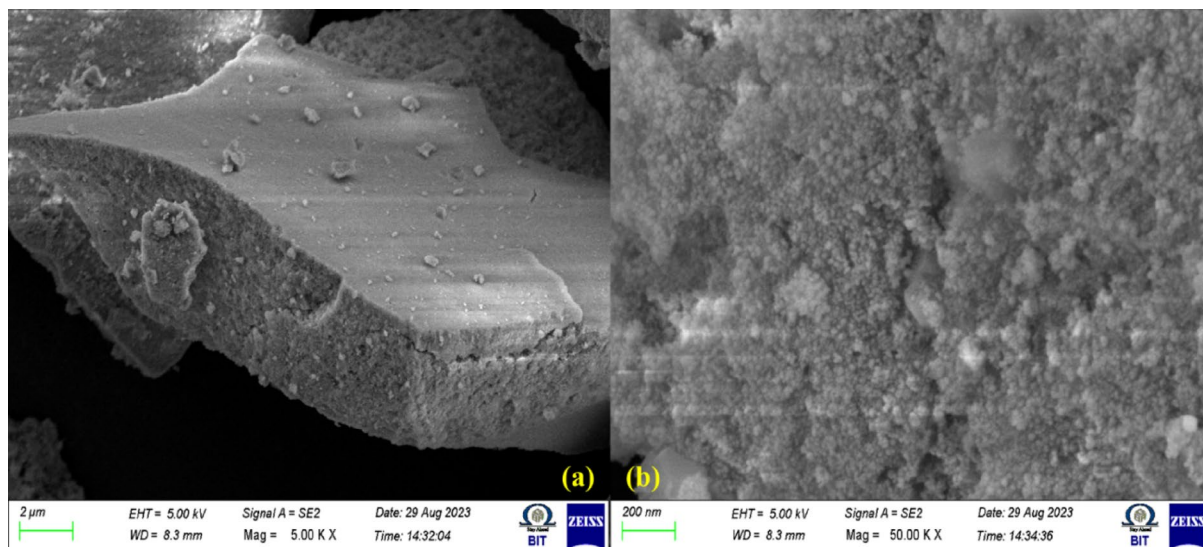 (a)
2 μm EHT = 5.00 kV Signal A = SE2 Date: 29 Aug 2023 ZEISS
WD = 8.3 mm Mag = 5.00 K X Time: 14:32:04 BIT
(b)
200 nm EHT = 5.00 kV Signal A = SE2 Date: 29 Aug 2023 ZEISS
WD = 8.3 mm Mag = 50.00 K X Time: 14:34:36 BIT